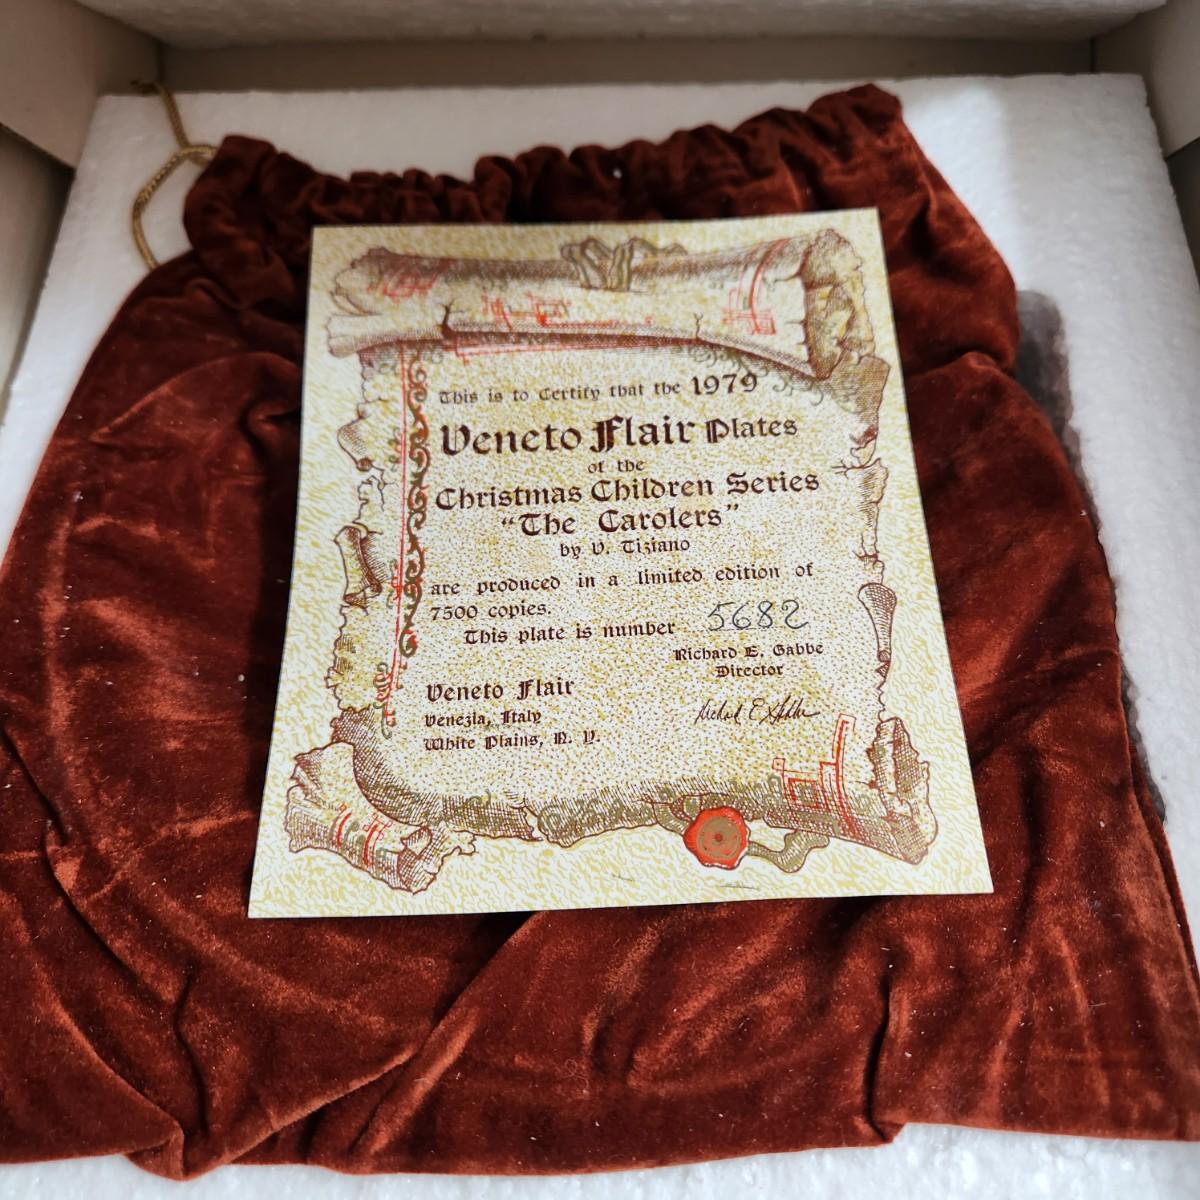 This is to Certify that the 1979
Veneto Flair Plates
of the
Christmas Children Series
"The Carolers"
by V. Tiziano
are produced in a limited edition of
7500 copies.
This plate is number 5682
Richard E. Gabbe
Director
Veneto Flair
Venezia, Italy
White Plains, N. Y.